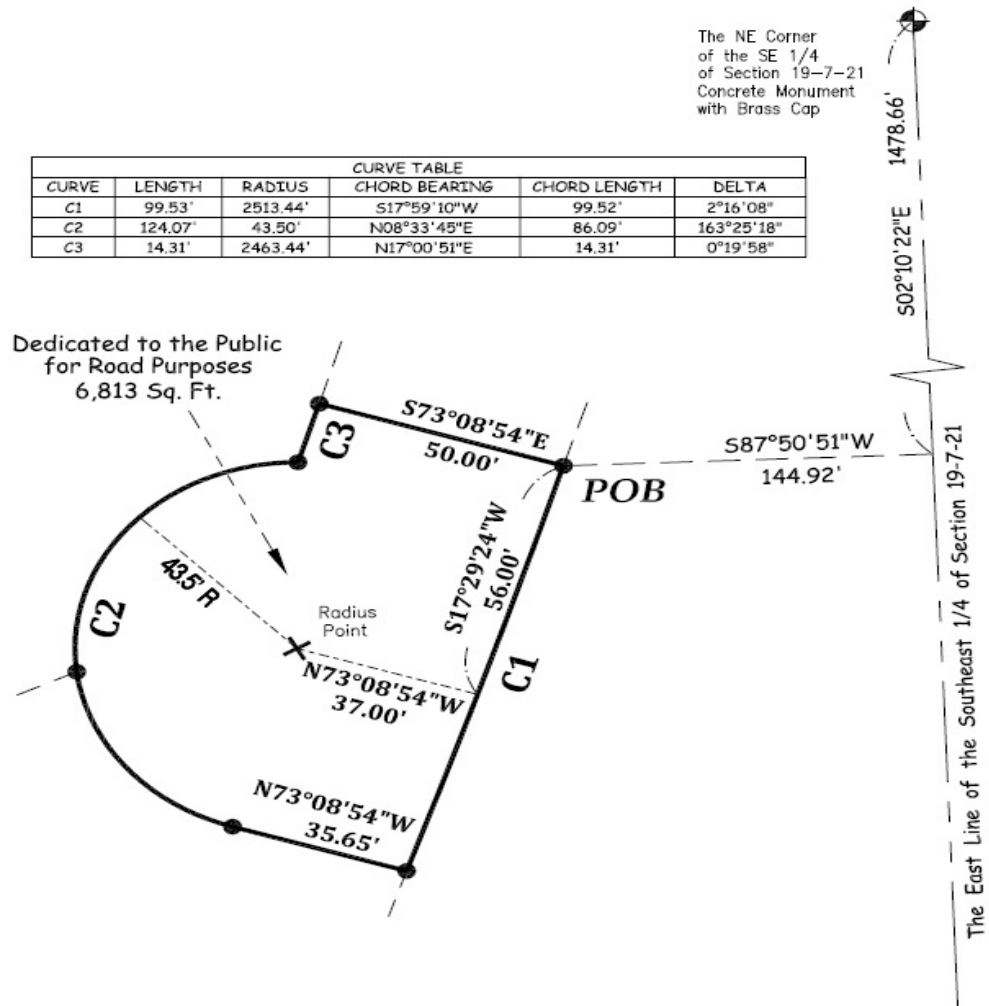 The NE Corner
of the SE 1/4
of Section 19-7-21
Concrete Monument
with Brass Cap
1478.66'
S02°10'22"E
CURVE TABLE
CURVE LENGTH RADIUS CHORD BEARING CHORD LENGTH DELTA
C1 99.53' 2513.44' S17°59'10"W 99.52' 2°16'08"
C2 124.07' 43.50' N08°33'45"E 86.09' 163°25'18"
C3 14.31' 2463.44' N17°00'51"E 14.31' 0°19'58"
Dedicated to the Public
for Road Purposes
6,813 Sq. Ft.
C3
S73°08'54"E
50.00'
S87°50'51"W
144.92'
POB
S17°29'24"W
56.00'
43.5' R
C2
Radius
Point
N73°08'54"W
37.00'
C1
N73°08'54"W
35.65'
The East Line of the Southeast 1/4 of Section 19-7-21